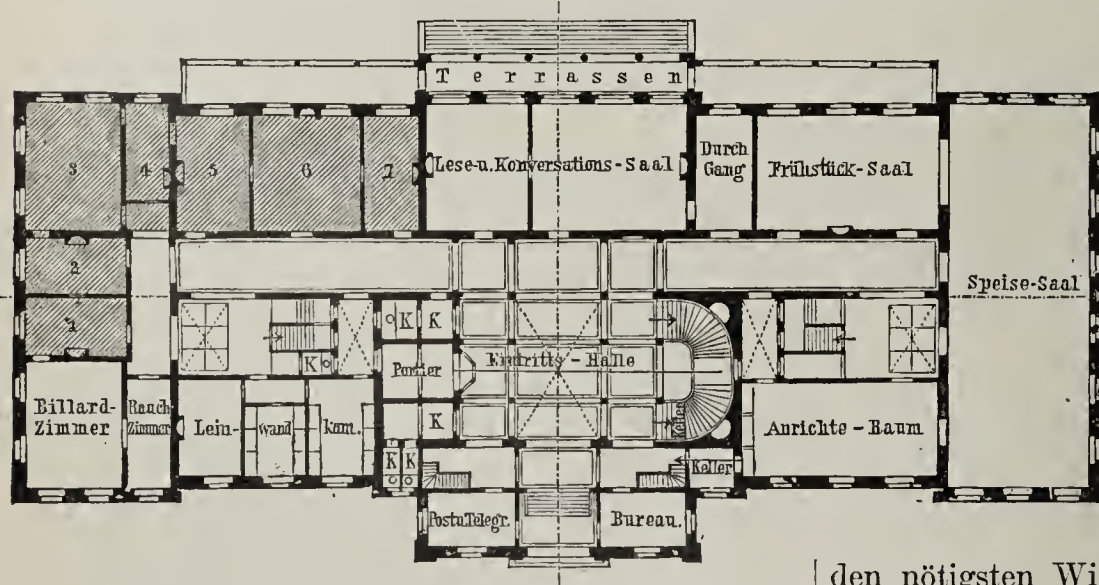 Terrassen
3 4 5 6 7
Lese-u. Konversations-Saal
Durch Gang
Frühstück-Saal
2
Speise-Saal
1
K K
K
Portier
Eintritts-Halle
Billard-Zimmer
Rauch Zimmer
Lein- wand kam.
K
Keller
Anrichte-Raum
K K
Keller
Post u. Telegr.
Bureau.
den nötigsten Wi